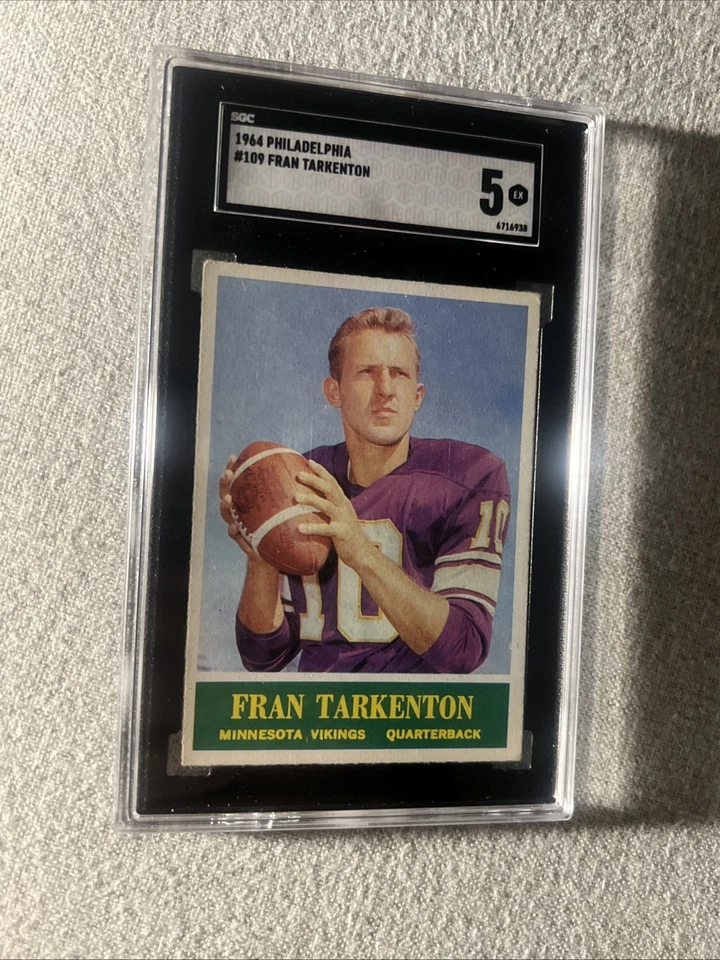 SGC
1964 PHILADELPHIA
#109 FRAN TARKENTON
5 EX
6716938
10
10
FRAN TARKENTON
MINNESOTA VIKINGS QUARTERBACK